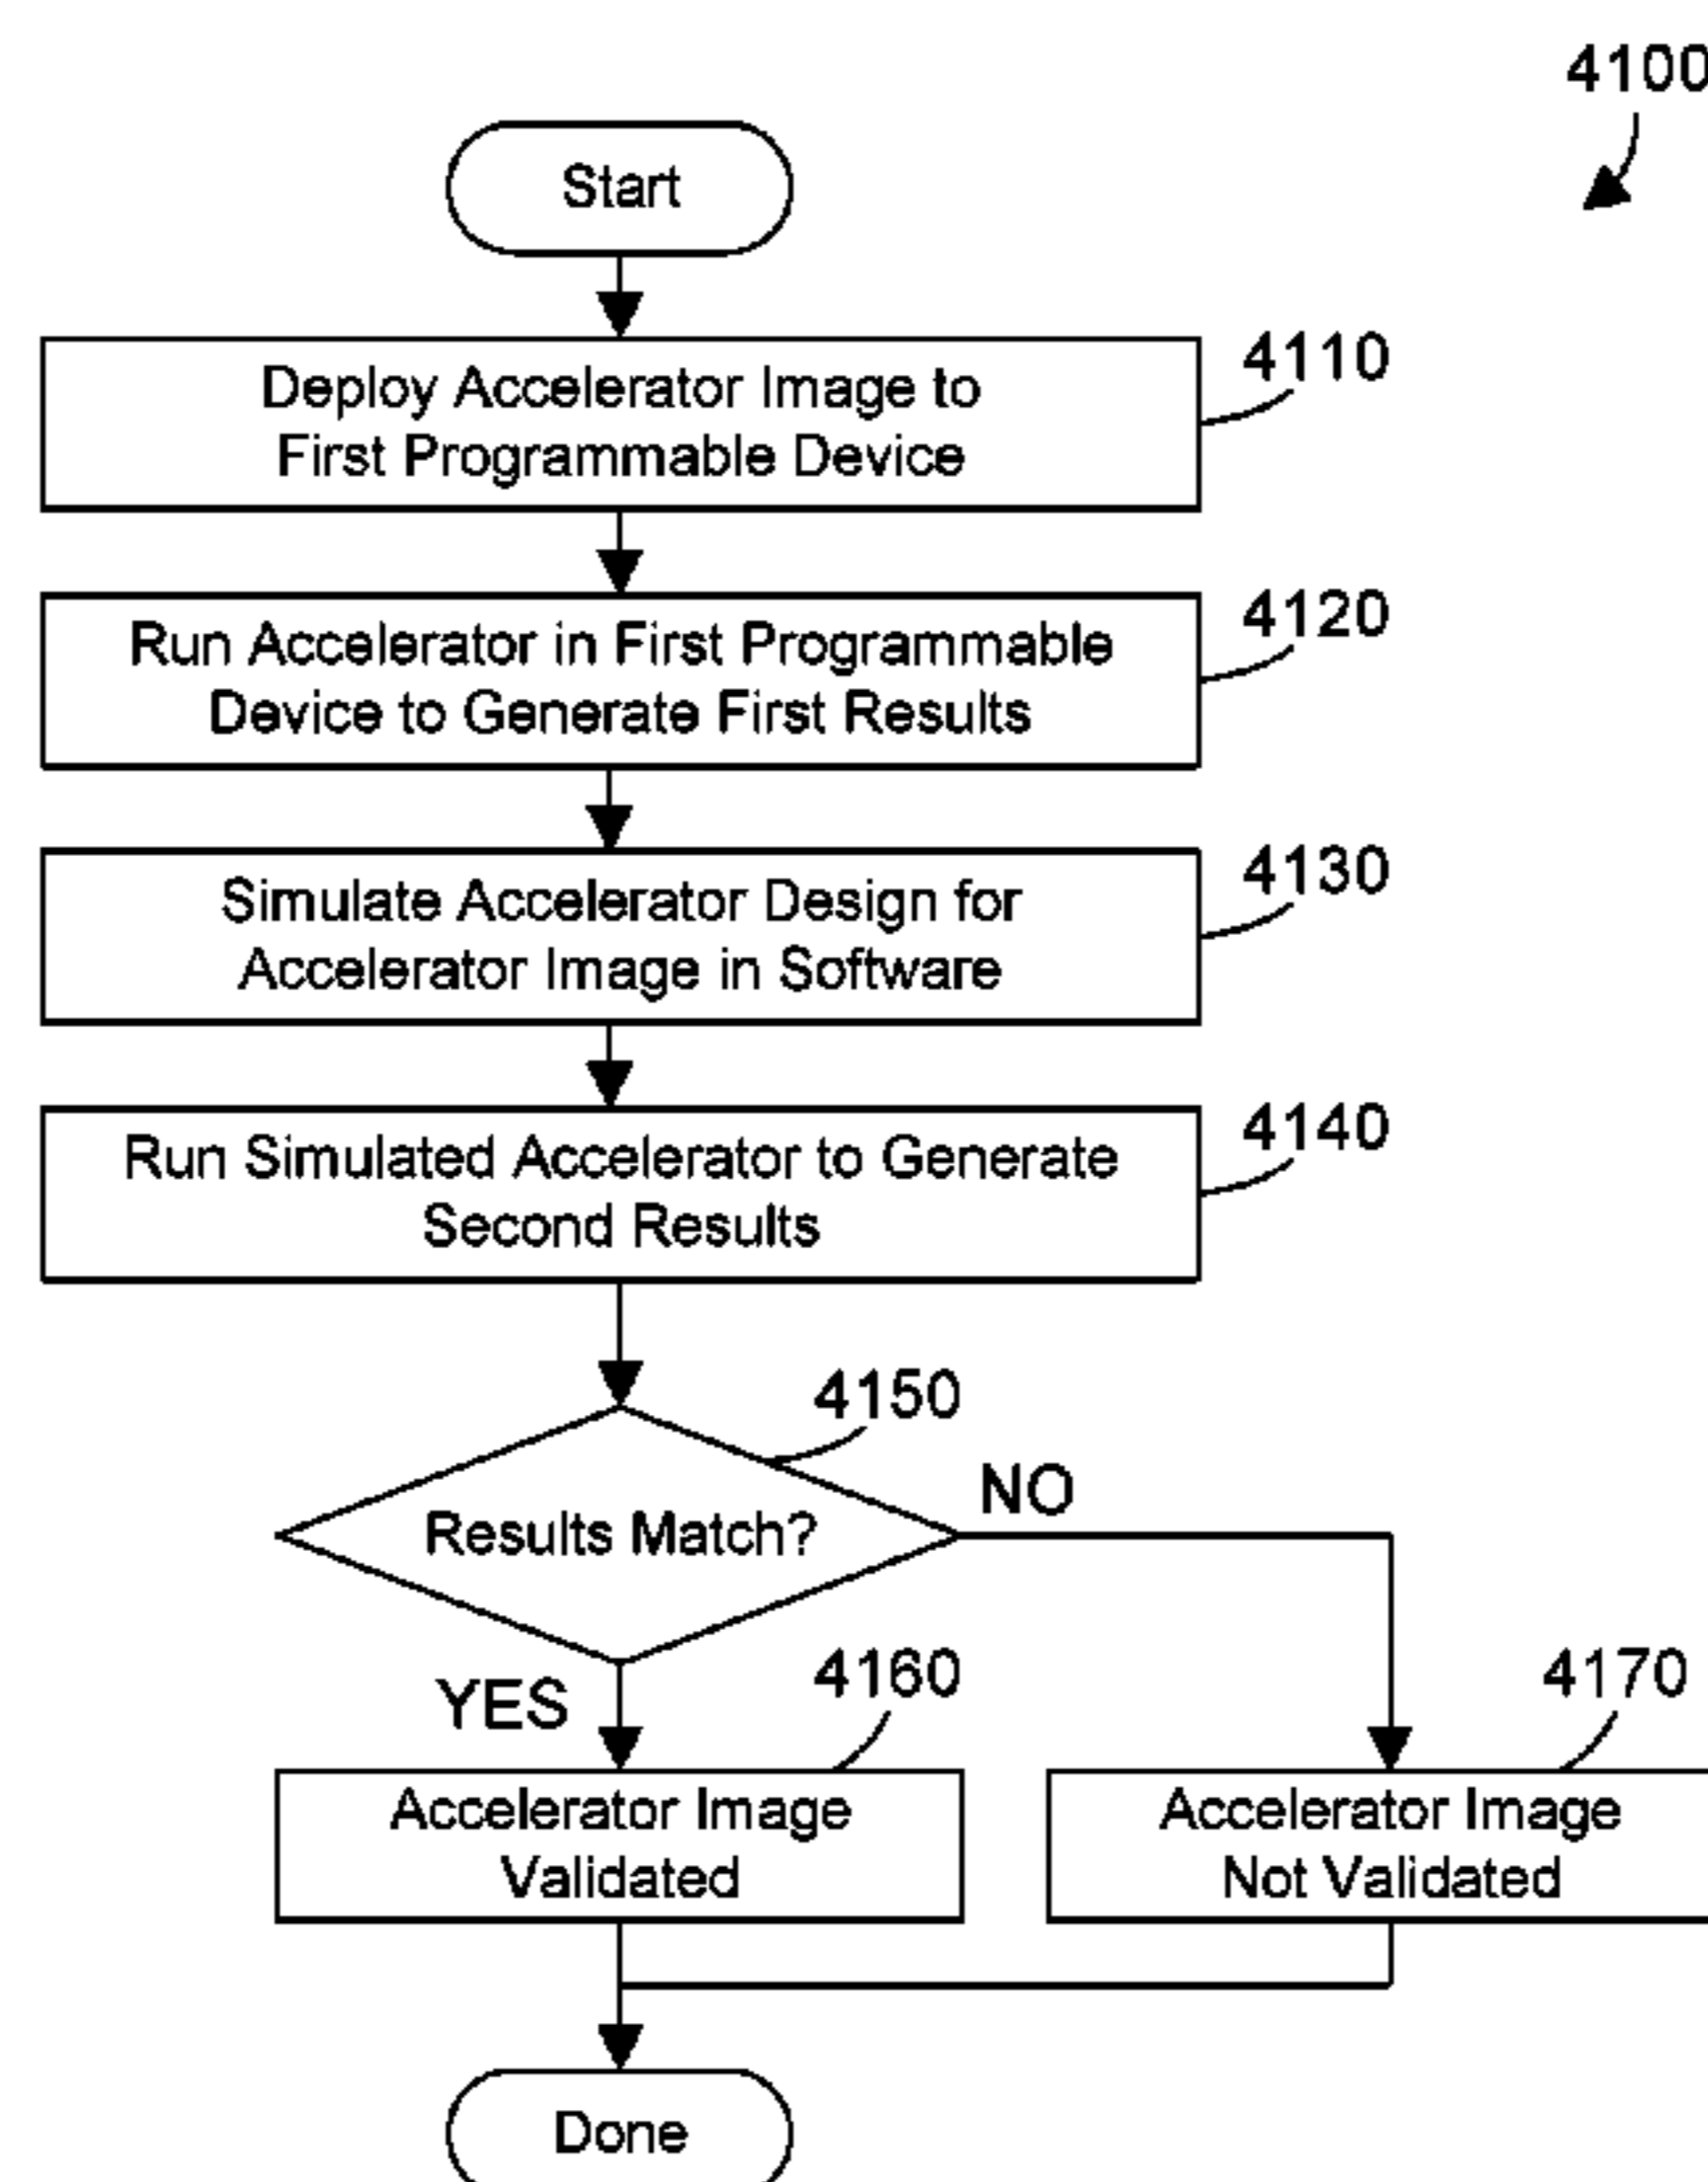 4100
Start
Deploy Accelerator Image to
First Programmable Device
4110
Run Accelerator in First Programmable
Device to Generate First Results
4120
Simulate Accelerator Design for
Accelerator Image in Software
4130
Run Simulated Accelerator to Generate
Second Results
4140
4150
Results Match?
NO
YES
4160
4170
Accelerator Image
Validated
Accelerator Image
Not Validated
Done